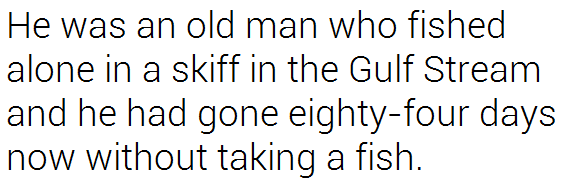 He was an old man who fished
alone in a skiff in the Gulf Stream
and he had gone eighty-four days
now without taking a fish.